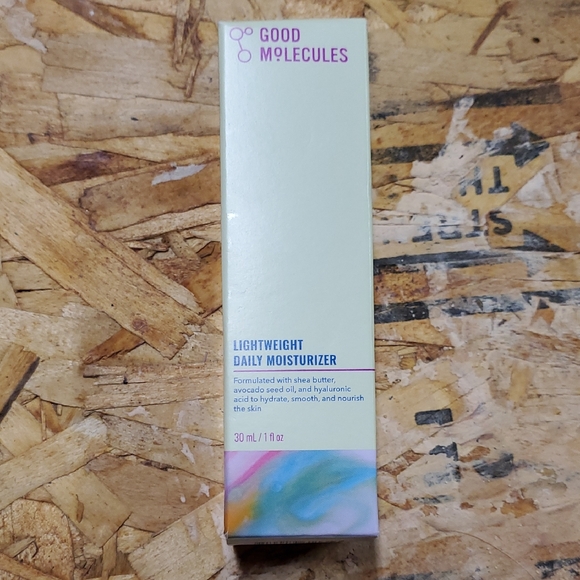 GOOD
MOLECULES
LIGHTWEIGHT
DAILY MOISTURIZER
Formulated with shea butter,
avocado seed oil, and hyaluronic
acid to hydrate, smooth, and nourish
the skin
30 mL / 1 fl oz